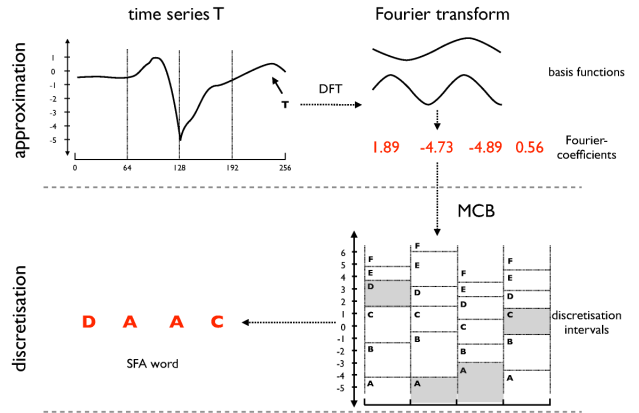 time series T
Fourier transform
approximation
1
0
-1
-2
-3
-4
-5
0 64 128 192 256
T
DFT
basis functions
1.89 -4.73 -4.89 0.56
Fourier-
coefficients
MCB
discretisation
D A A C
SFA word
6
5
4
3
2
1
0
-1
-2
-3
-4
-5
F
E
D
C
B
A
F
E
D
C
B
A
F
E
D
C
B
A
F
E
D
C
B
A
discretisation
intervals